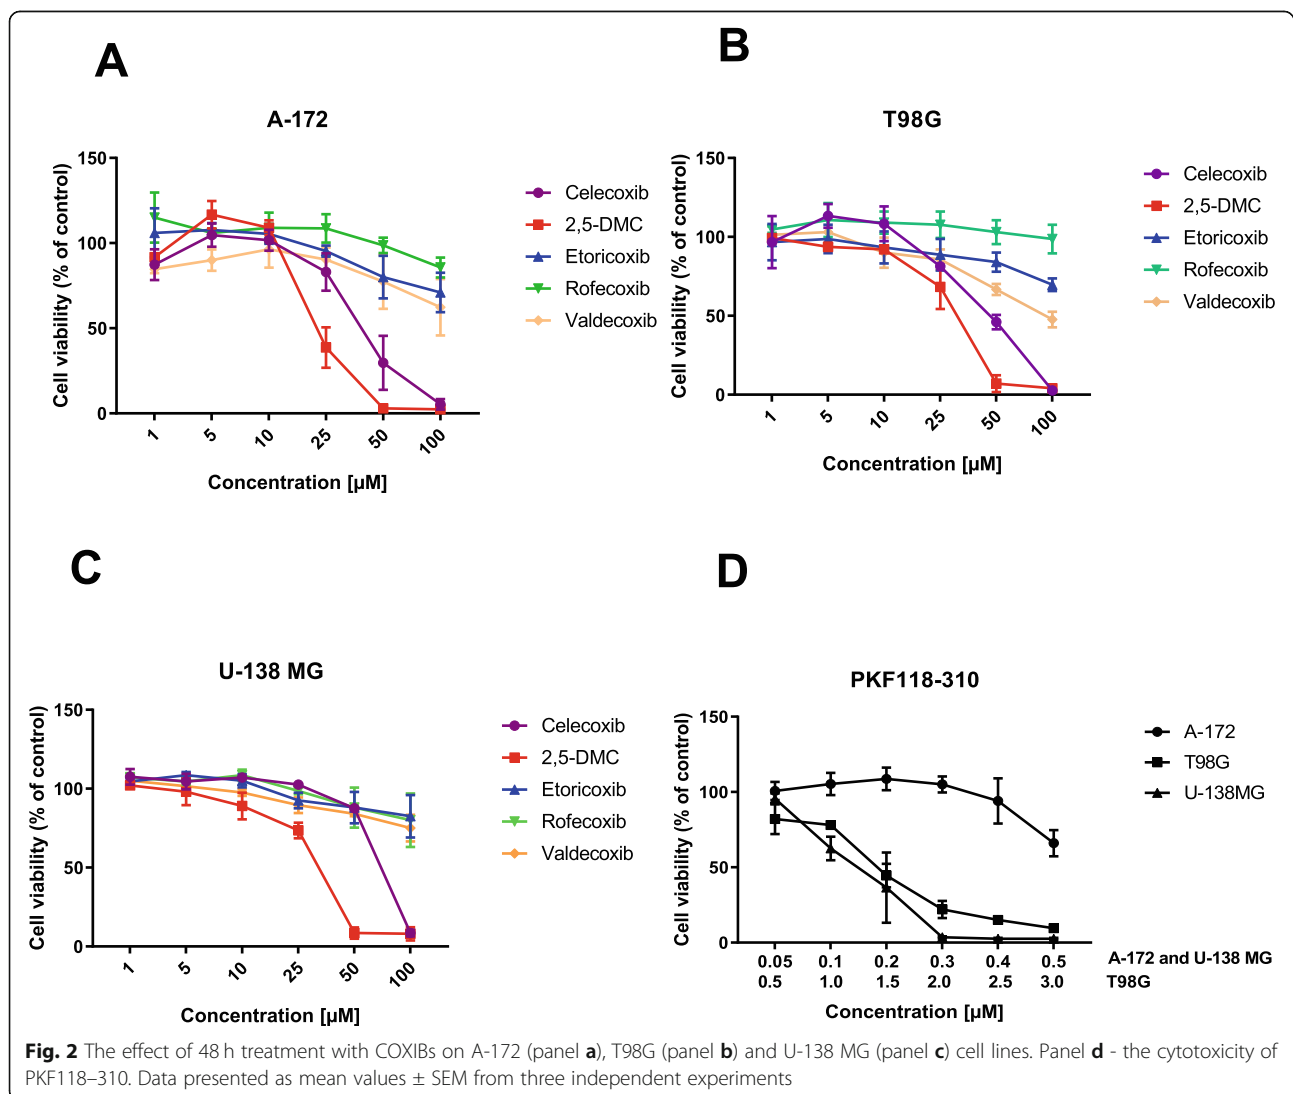 A
A-172
Cell viability (% of control)
150
100
50
0
1 5 10 25 50 100
Concentration [µM]
Celecoxib
2,5-DMC
Etoricoxib
Rofecoxib
Valdecoxib
B
T98G
Cell viability (% of control)
150
100
50
0
1 5 10 25 50 100
Concentration [µM]
Celecoxib
2,5-DMC
Etoricoxib
Rofecoxib
Valdecoxib
C
U-138 MG
Cell viability (% of control)
150
100
50
0
1 5 10 25 50 100
Concentration [µM]
Celecoxib
2,5-DMC
Etoricoxib
Rofecoxib
Valdecoxib
D
PKF118-310
Cell viability (% of control)
150
100
50
0
0.05 0.1 0.2 0.3 0.4 0.5 A-172 and U-138 MG
0.5 1.0 1.5 2.0 2.5 3.0 T98G
Concentration [µM]
A-172
T98G
U-138MG
Fig. 2 The effect of 48 h treatment with COXIBs on A-172 (panel a), T98G (panel b) and U-138 MG (panel c) cell lines. Panel d - the cytotoxicity of
PKF118–310. Data presented as mean values ± SEM from three independent experiments